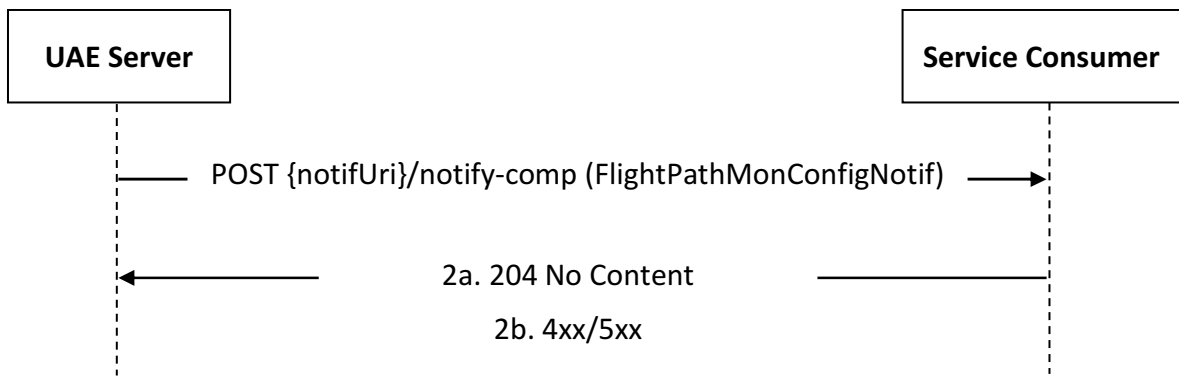 UAE Server
Service Consumer
POST {notifUri}/notify-comp (FlightPathMonConfigNotif)
2a. 204 No Content
2b. 4xx/5xx